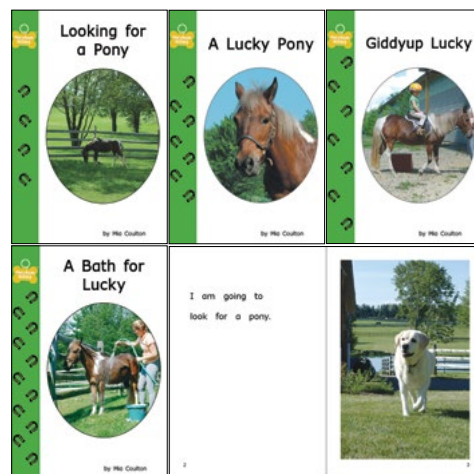 Looking for
a Pony
by Mia Coulton
A Lucky Pony
by Mia Coulton
Giddyup Lucky
by Mia Coulton
A Bath for
Lucky
by Mia Coulton
I am going to
look for a pony.
2
3